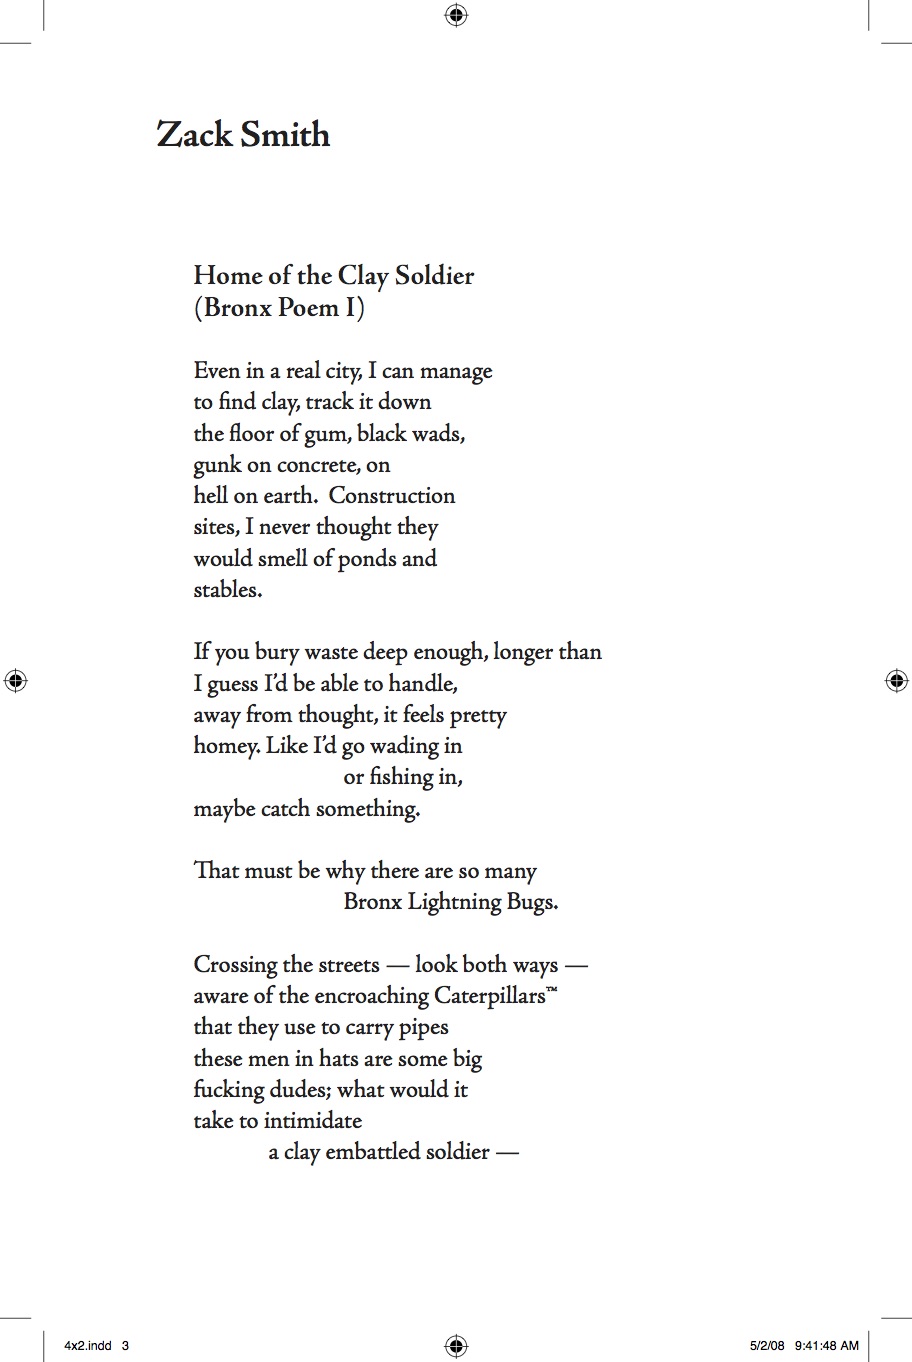 Zack Smith
Home of the Clay Soldier
(Bronx Poem I)
Even in a real city, I can manage
to find clay, track it down
the floor of gum, black wads,
gunk on concrete, on
hell on earth.  Construction
sites, I never thought they
would smell of ponds and
stables.
If you bury waste deep enough, longer than
I guess I’d be able to handle,
away from thought, it feels pretty
homey. Like I’d go wading in
or fishing in,
maybe catch something.
That must be why there are so many
Bronx Lightning Bugs.
Crossing the streets — look both ways —
aware of the encroaching Caterpillars™
that they use to carry pipes
these men in hats are some big
fucking dudes; what would it
take to intimidate
a clay embattled soldier —
4x2.indd   3
5/2/08   9:41:48 AM